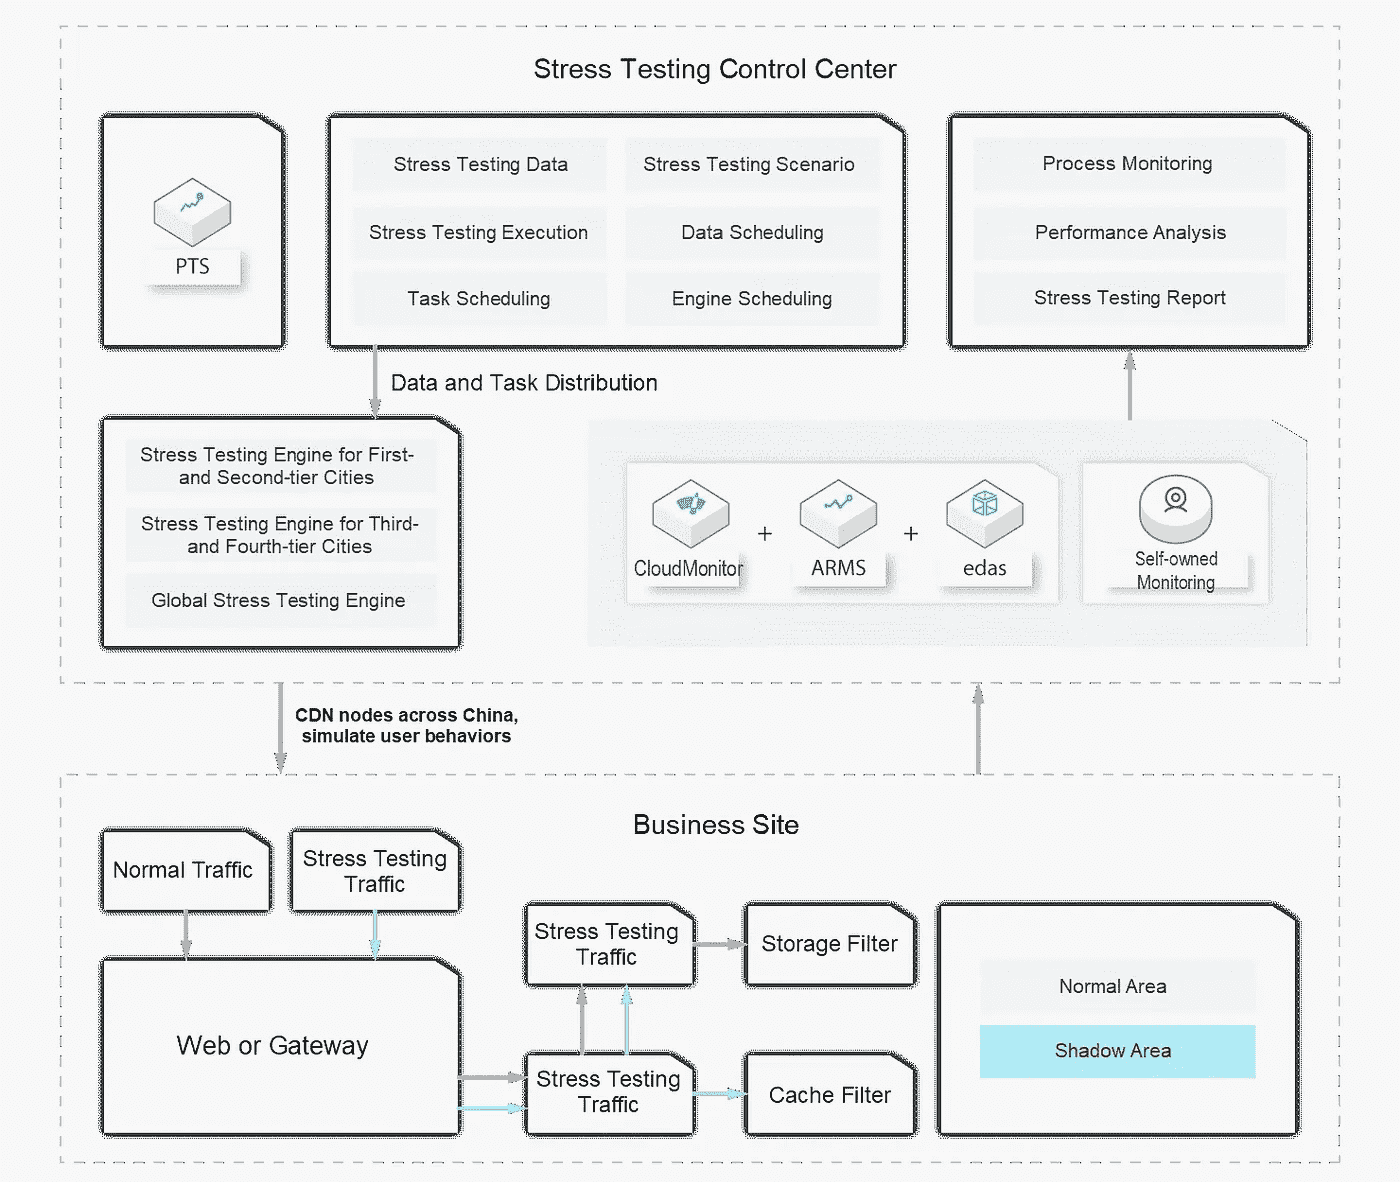 Stress Testing Control Center
PTS
Stress Testing Data
Stress Testing Scenario
Stress Testing Execution
Data Scheduling
Task Scheduling
Engine Scheduling
Process Monitoring
Performance Analysis
Stress Testing Report
Data and Task Distribution
Stress Testing Engine for First-
and Second-tier Cities
Stress Testing Engine for Third-
and Fourth-tier Cities
Global Stress Testing Engine
CloudMonitor
+
ARMS
+
edas
Self-owned
Monitoring
CDN nodes across China,
simulate user behaviors
Business Site
Normal Traffic
Stress Testing
Traffic
Web or Gateway
Stress Testing
Traffic
Storage Filter
Stress Testing
Traffic
Cache Filter
Normal Area
Shadow Area